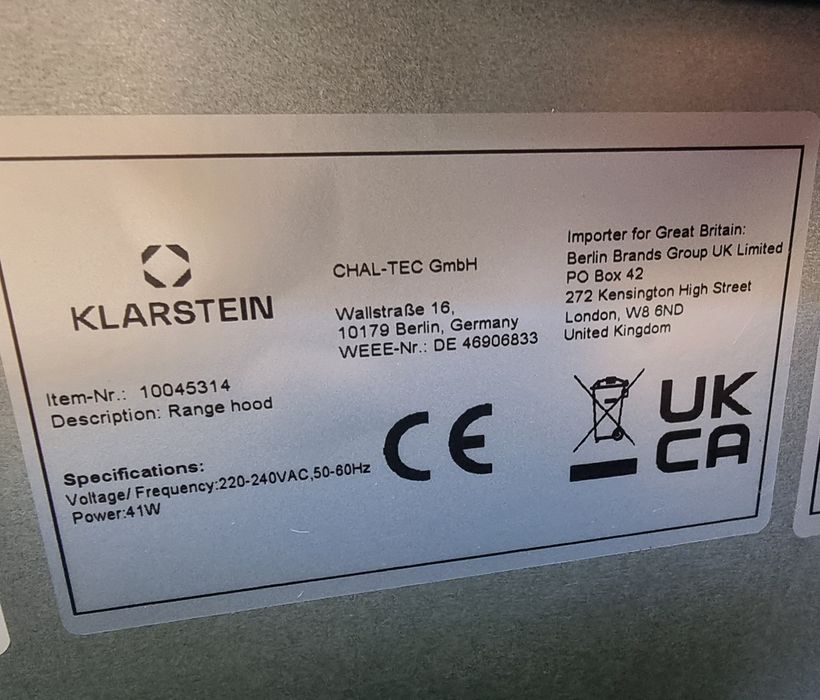 KLARSTEIN
Item-Nr.: 10045314
Description: Range hood
Specifications:
Voltage/ Frequency:220-240VAC,50-60Hz
Power:41W
CHAL-TEC GmbH
Wallstraße 16,
10179 Berlin, Germany
WEEE-Nr.: DE 46906833
CE
Importer for Great Britain:
Berlin Brands Group UK Limited
PO Box 42
272 Kensington High Street
London, W8 6ND
United Kingdom
UK
CA